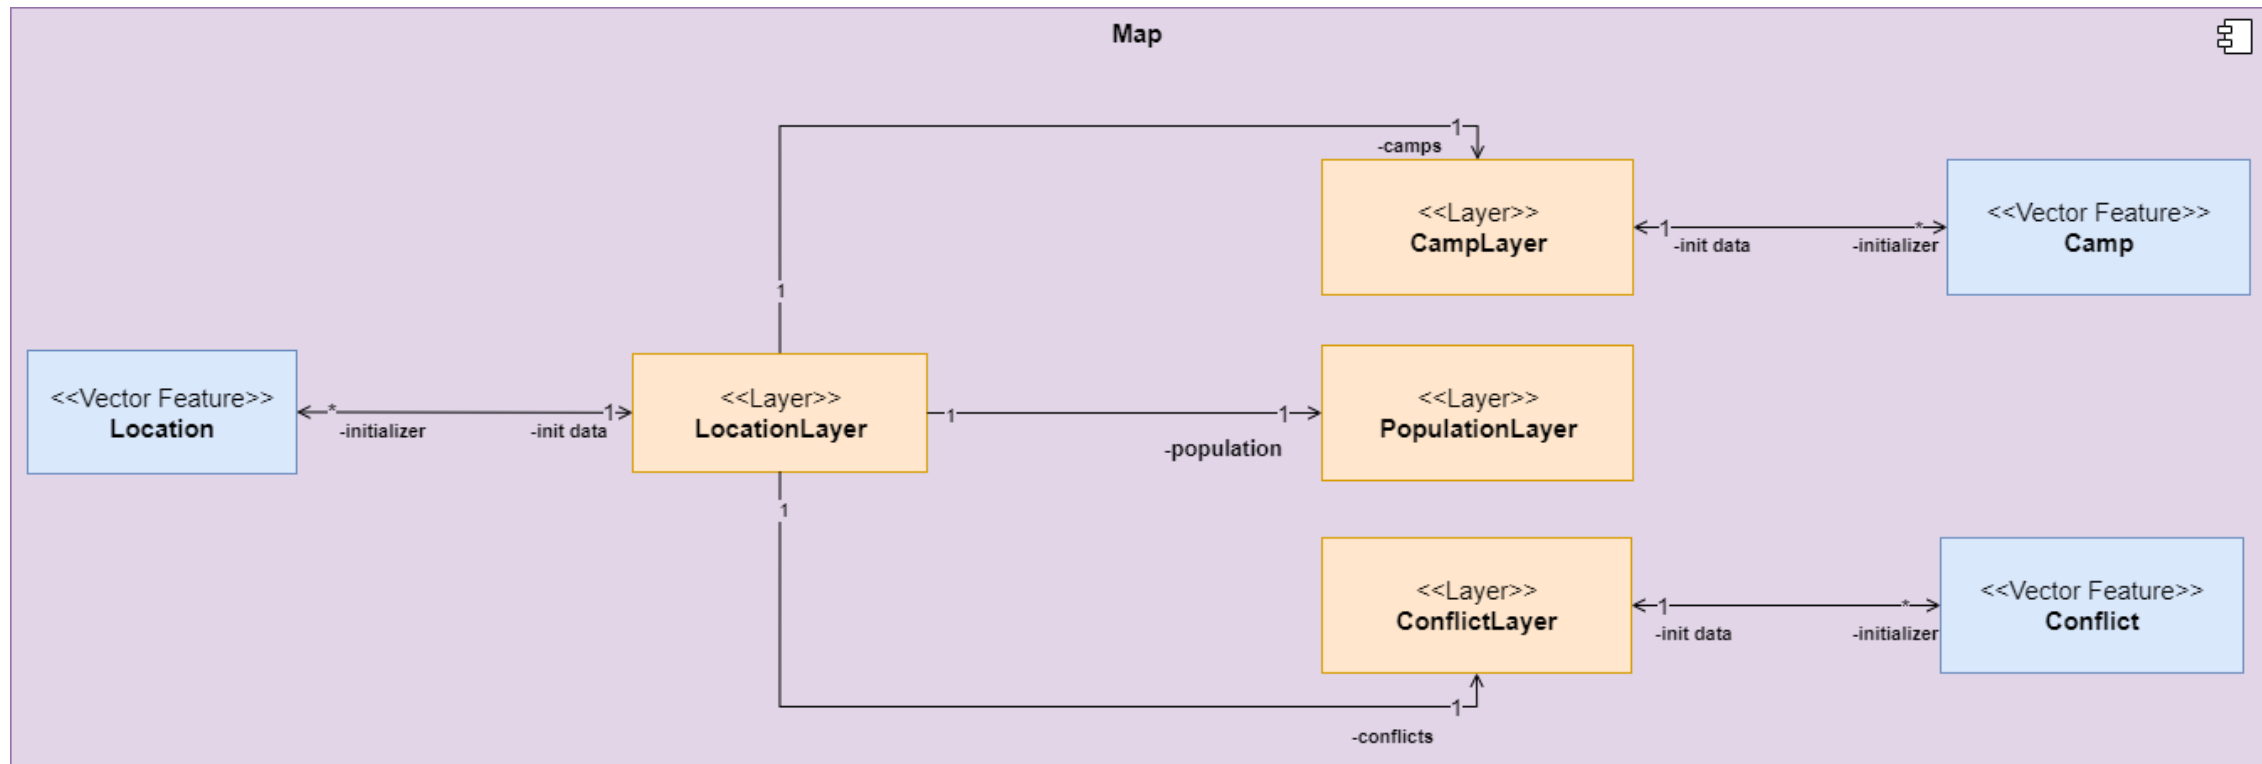 Map
1
-camps
<<Layer>>
CampLayer
1
-init data
*
-initializer
<<Vector Feature>>
Camp
1
<<Vector Feature>>
Location
*
-initializer
1
-init data
<<Layer>>
LocationLayer
1
1
-population
<<Layer>>
PopulationLayer
1
<<Layer>>
ConflictLayer
1
-init data
*
-initializer
<<Vector Feature>>
Conflict
1
-conflicts